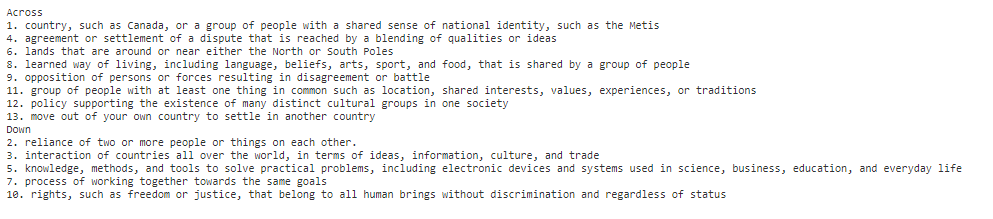 Across
1. country, such as Canada, or a group of people with a shared sense of national identity, such as the Metis
4. agreement or settlement of a dispute that is reached by a blending of qualities or ideas
6. lands that are around or near either the North or South Poles
8. learned way of living, including language, beliefs, arts, sport, and food, that is shared by a group of people
9. opposition of persons or forces resulting in disagreement or battle
11. group of people with at least one thing in common such as location, shared interests, values, experiences, or traditions
12. policy supporting the existence of many distinct cultural groups in one society
13. move out of your own country to settle in another country
Down
2. reliance of two or more people or things on each other.
3. interaction of countries all over the world, in terms of ideas, information, culture, and trade
5. knowledge, methods, and tools to solve practical problems, including electronic devices and systems used in science, business, education, and everyday life
7. process of working together towards the same goals
10. rights, such as freedom or justice, that belong to all human brings without discrimination and regardless of status